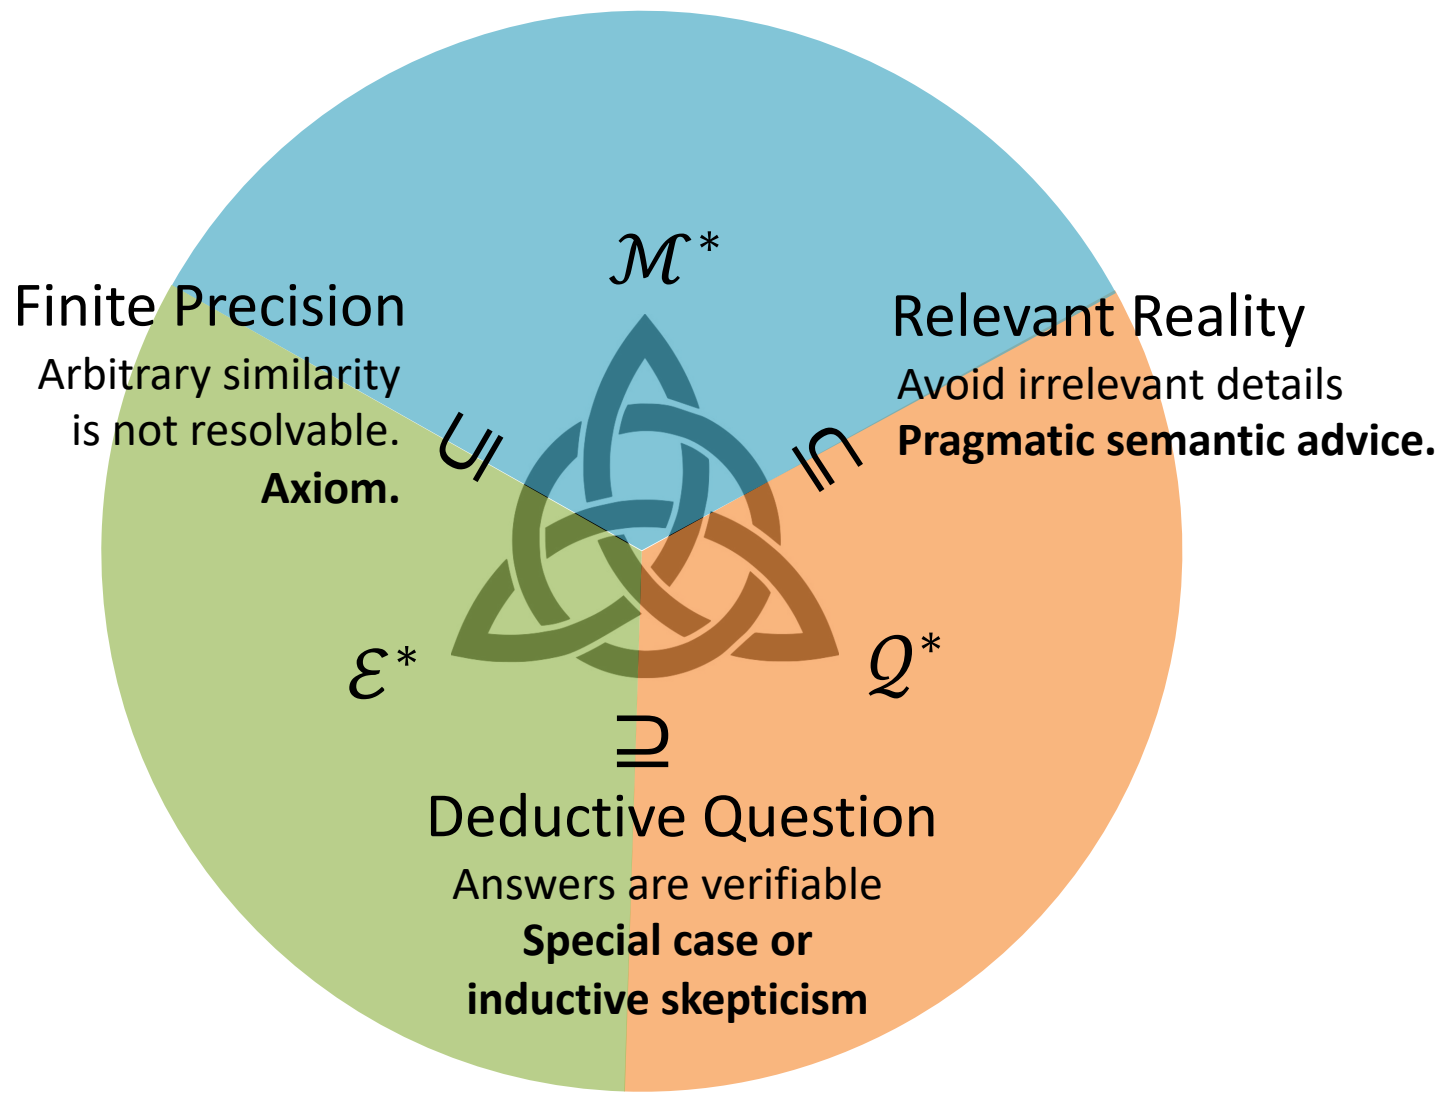 ℳ*
Finite Precision
Arbitrary similarity
is not resolvable.
Axiom.
Relevant Reality
Avoid irrelevant details
Pragmatic semantic advice.
⊆
⊆
ℰ*
𝒬*
⊇
Deductive Question
Answers are verifiable
Special case or
inductive skepticism